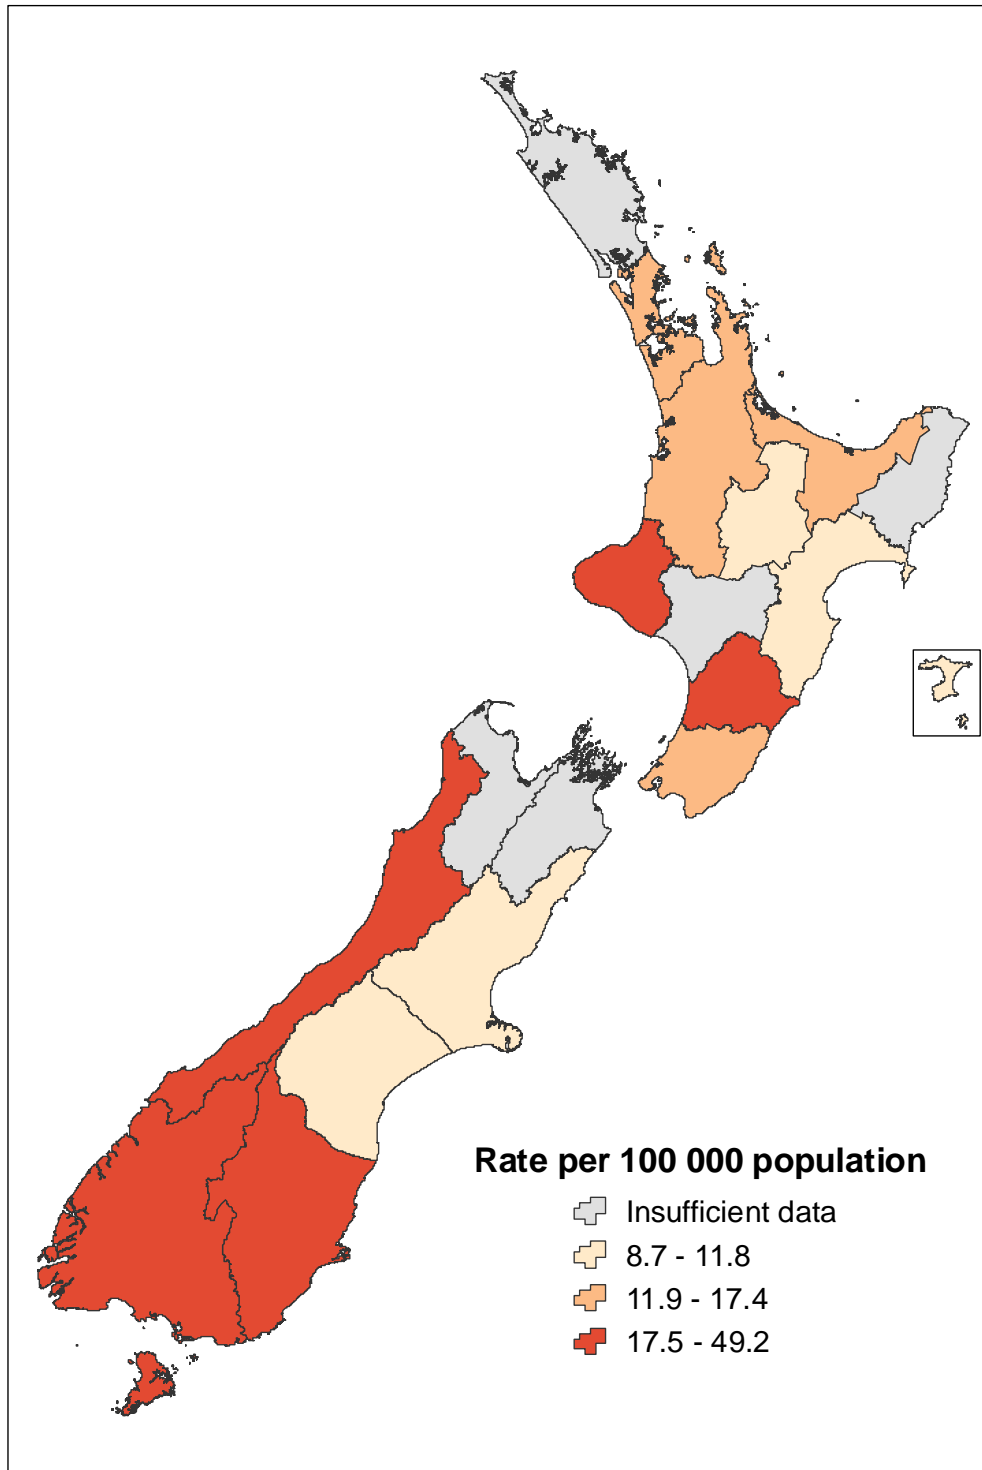 Rate per 100 000 population
Insufficient data
8.7 - 11.8
11.9 - 17.4
17.5 - 49.2